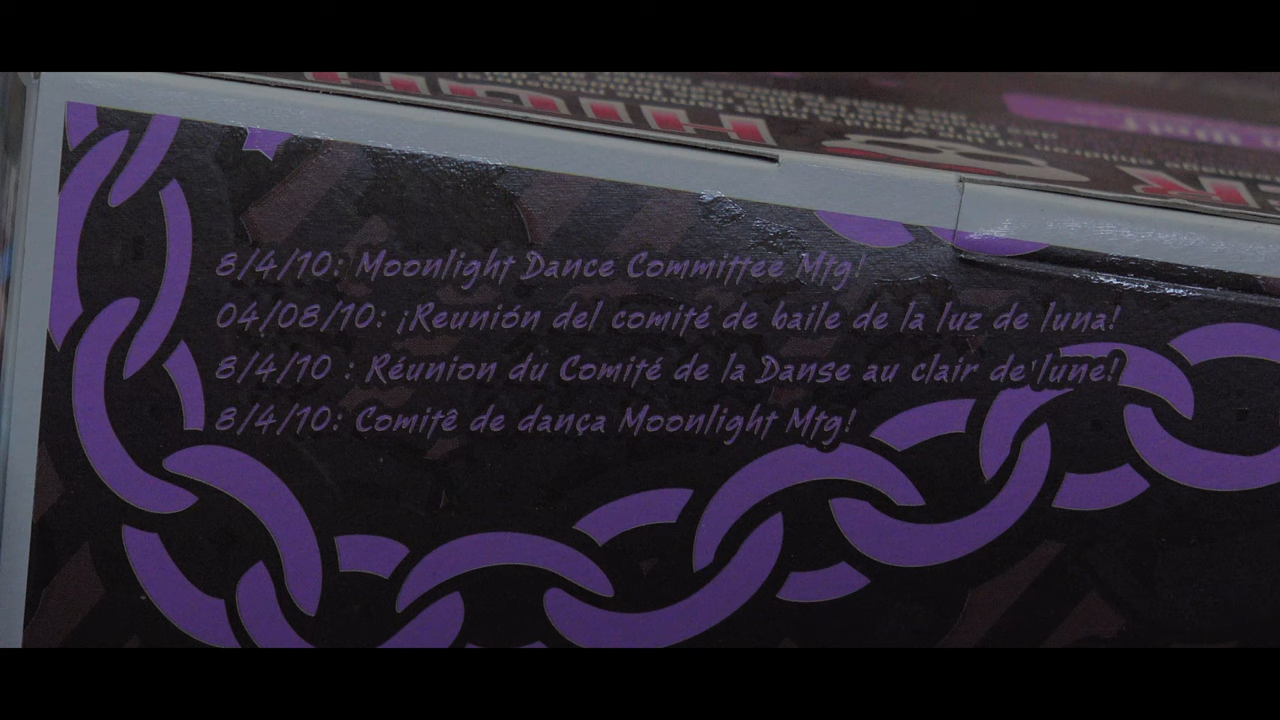 8/4/10: Moonlight Dance Committee Mtg!
04/08/10: ¡Reunión del comité de baile de la luz de luna!
8/4/10 : Réunion du Comité de la Danse au clair de lune!
8/4/10: Comitê de dança Moonlight Mtg!